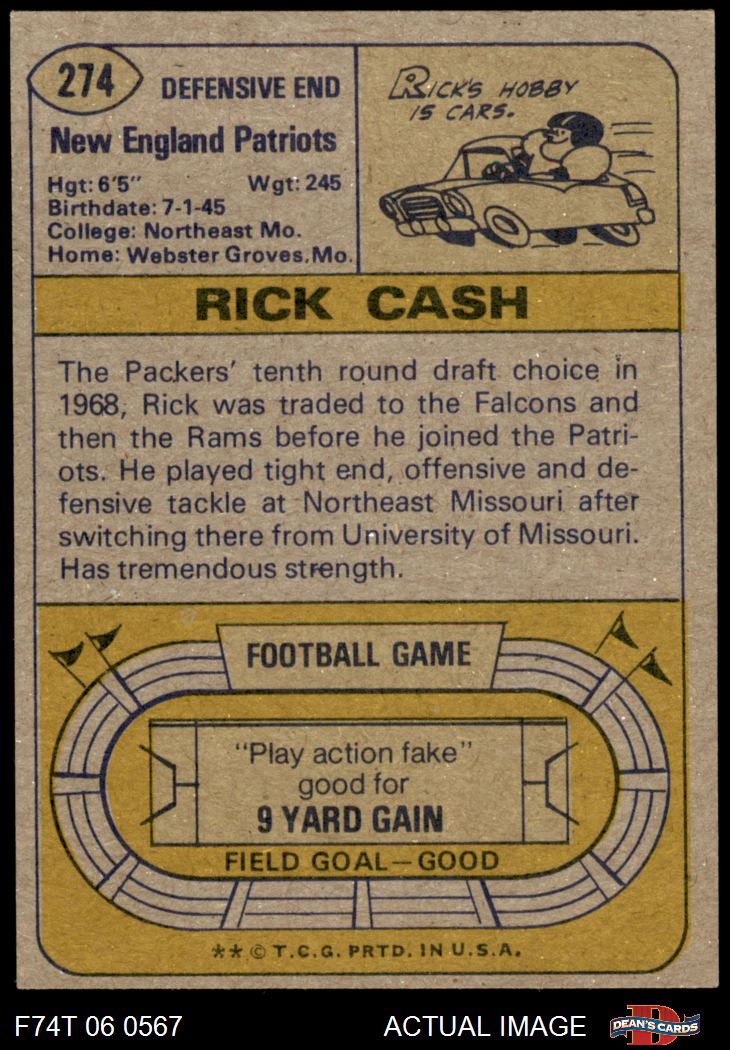 274
DEFENSIVE END
New England Patriots
Hgt: 6'5" Wgt: 245
Birthdate: 7-1-45
College: Northeast Mo.
Home: Webster Groves, Mo.
RICK'S HOBBY
IS CARS.
RICK CASH
The Packers' tenth round draft choice in
1968, Rick was traded to the Falcons and
then the Rams before he joined the Patri-
ots. He played tight end, offensive and de-
fensive tackle at Northeast Missouri after
switching there from University of Missouri.
Has tremendous strength.
FOOTBALL GAME
"Play action fake"
good for
9 YARD GAIN
FIELD GOAL—GOOD
** © T.C.G. PRTD. IN U.S.A.
F74T 06 0567
ACTUAL IMAGE
D
DEAN'S CARDS